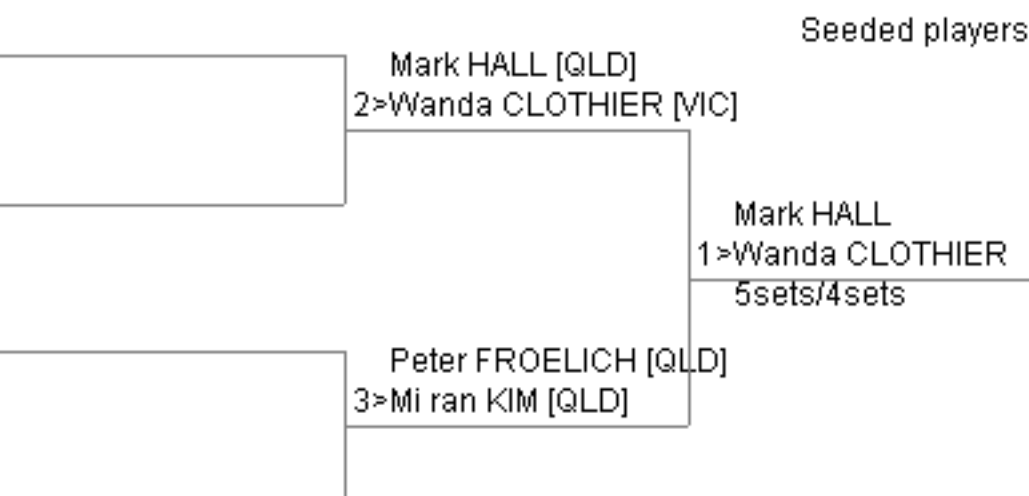 Seeded players
Mark HALL [QLD]
2>Wanda CLOTHIER [VIC]
Mark HALL
1>Wanda CLOTHIER
5sets/4sets
Peter FROELICH [QLD]
3>Mi ran KIM [QLD]